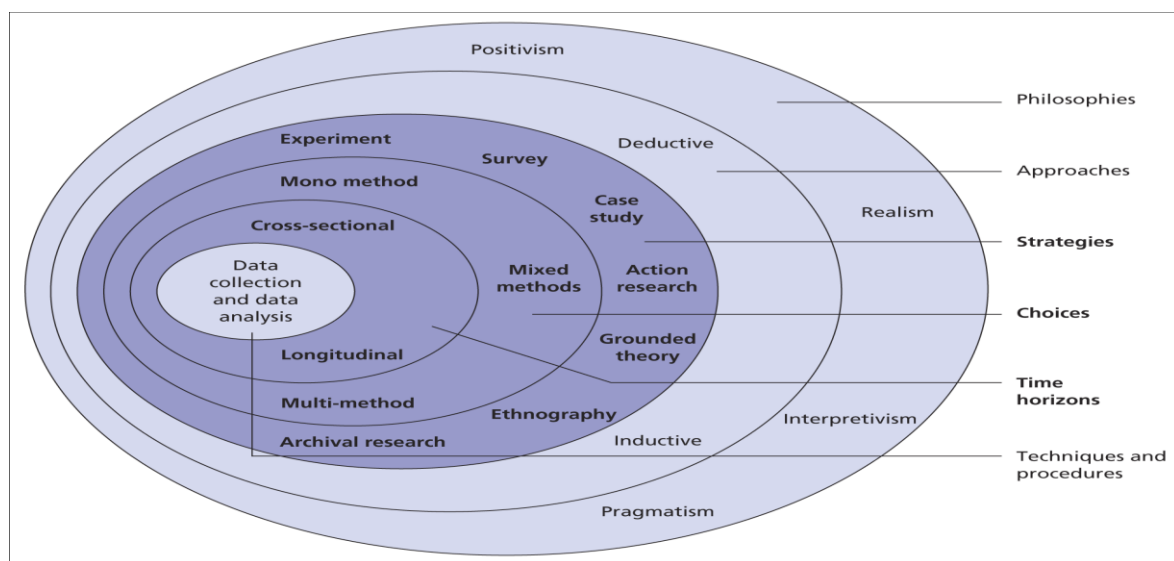 Positivism
Philosophies
Deductive
Experiment
Survey
Approaches
Mono method
Case
study
Realism
Cross-sectional
Strategies
Data
collection
and data
analysis
Mixed
methods
Action
research
Choices
Grounded
theory
Longitudinal
Time
horizons
Multi-method
Ethnography
Interpretivism
Archival research
Inductive
Techniques and
procedures
Pragmatism